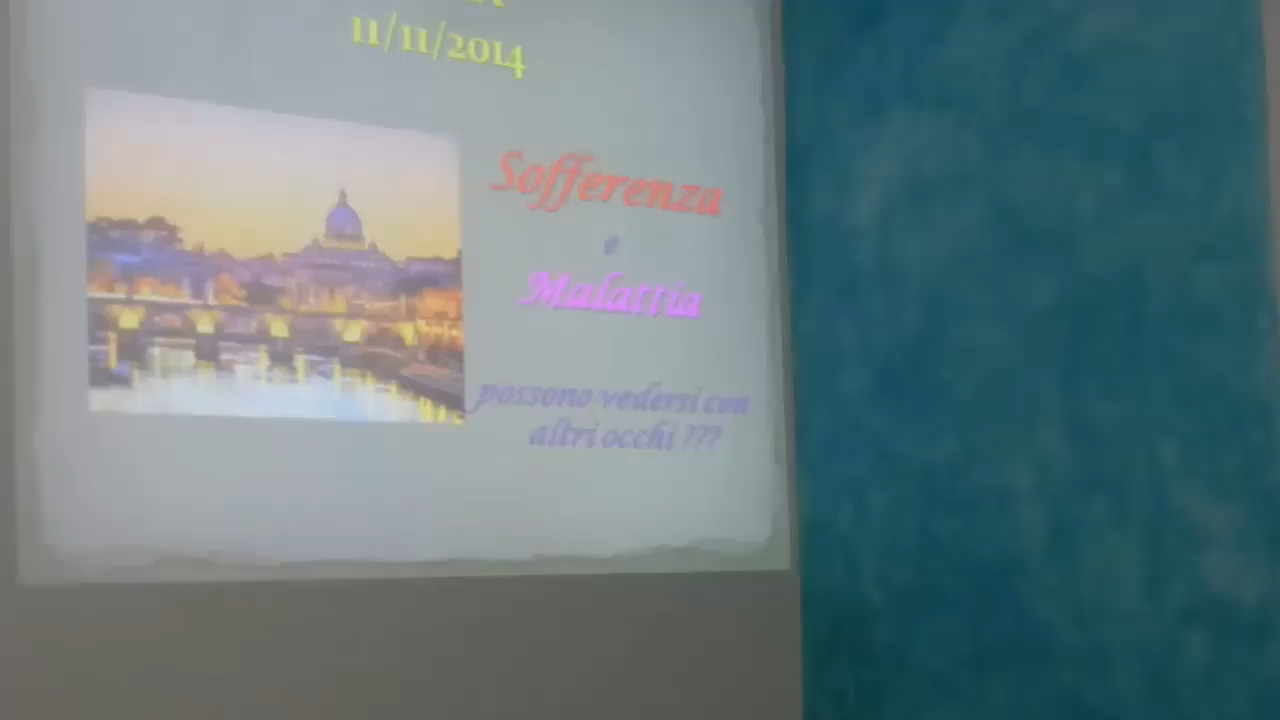 11/11/2014
Sofferenza
e
Malattia
possono vedersi con
altri occhi ???